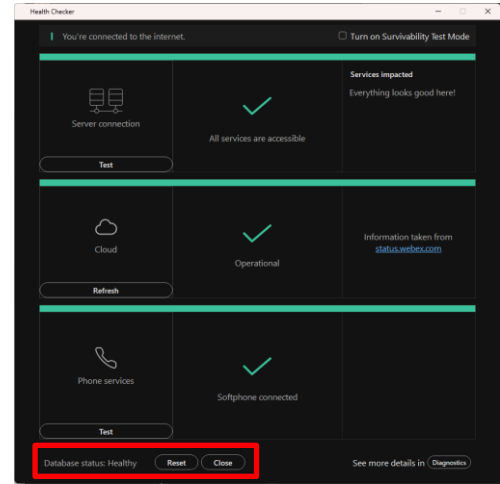 Health Checker
You're connected to the internet.
Turn on Survivability Test Mode
Server connection
Test
All services are accessible
Services impacted
Everything looks good here!
Cloud
Refresh
Operational
Information taken from
status.webex.com
Phone services
Test
Softphone connected
Database status: Healthy
Reset
Close
See more details in
Diagnostics